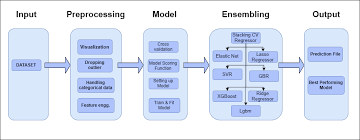 Input
Preprocessing
Model
Ensembling
Output
DATASET
Visualization
Dropping
outlier
Handling
categorical data
Feature engg.
Cross
validation
Model Scoring
Function
Setting up
Model
Train & Fit
Model
Stacking CV
Regressor
Elastic Net
Lasso
Regressor
SVR
GBR
XGBoost
Ridge
Regressor
Lgbm
Prediction File
Best Performing
Model